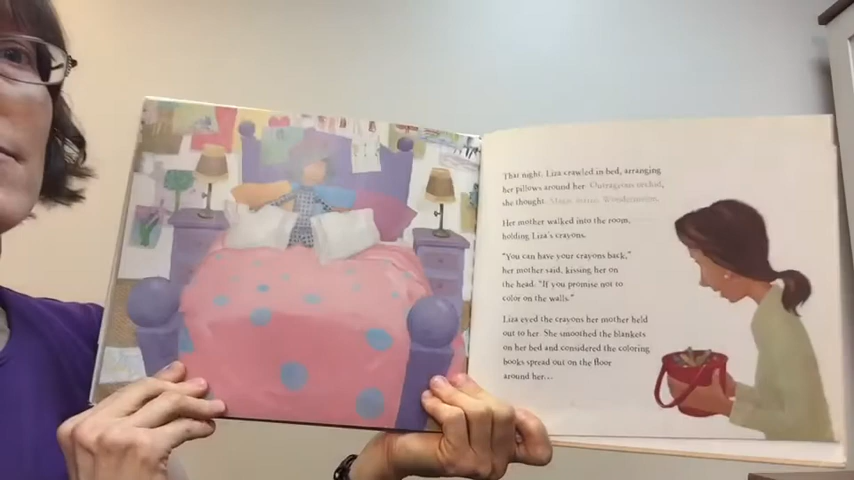 That night, Liza crawled in bed, arranging
her pillows around her. Outrageous orchid,
she thought. Magic mauve. Wondermelon.
Her mother walked into the room,
holding Liza's crayons.
"You can have your crayons back,"
her mother said, kissing her on
the head. "If you promise not to
color on the walls."
Liza eyed the crayons her mother held
out to her. She smoothed the blankets
on her bed and considered the coloring
books spread out on the floor
around her...